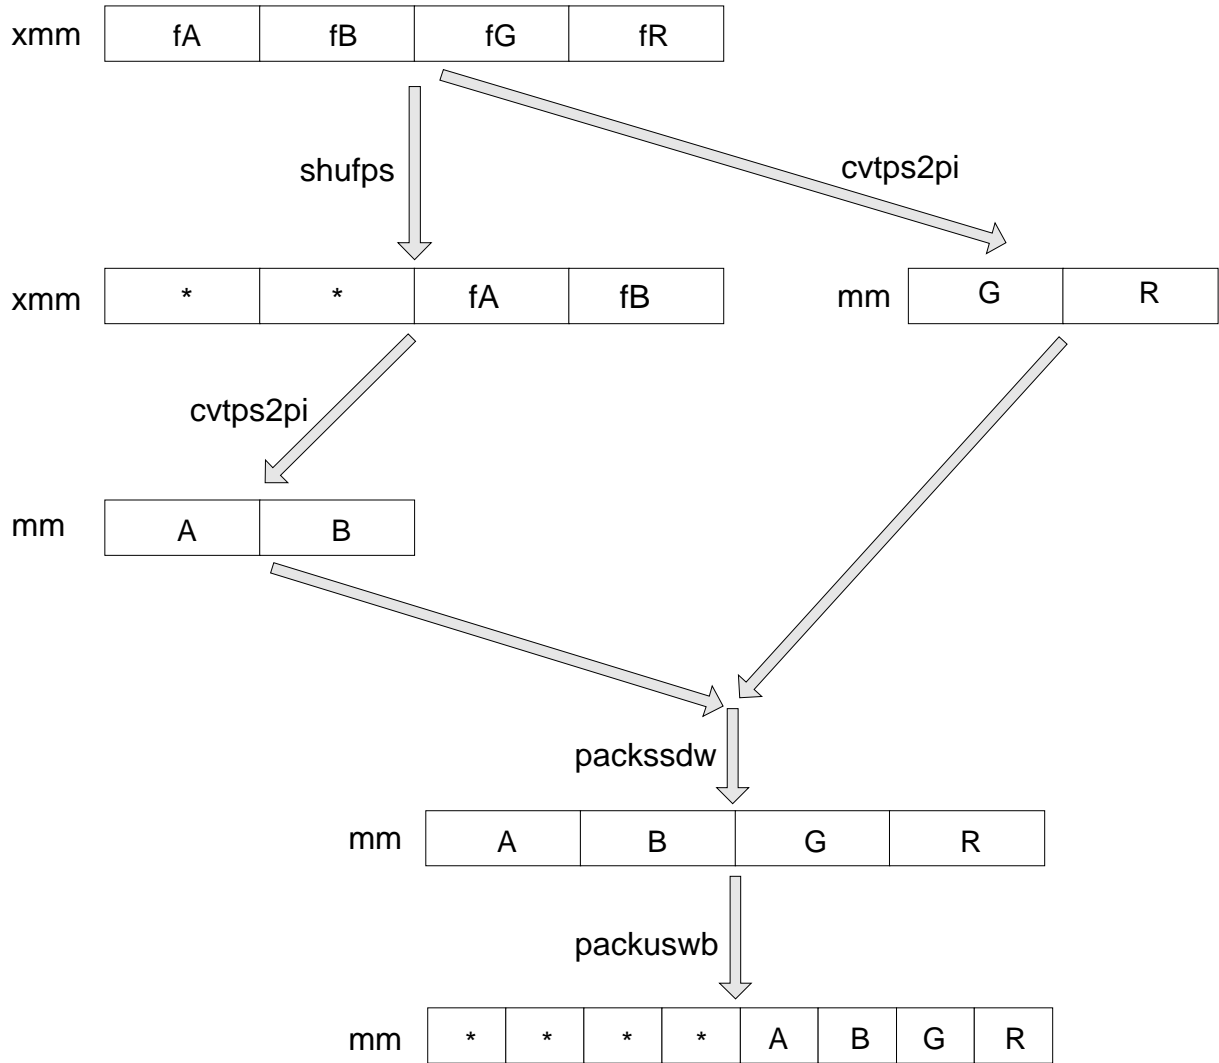 xmm fA fB fG fR
shufps cvtps2pi
xmm * * fA fB mm G R
cvtps2pi
mm A B
packssdw
mm A B G R
packuswb
mm * * * * A B G R